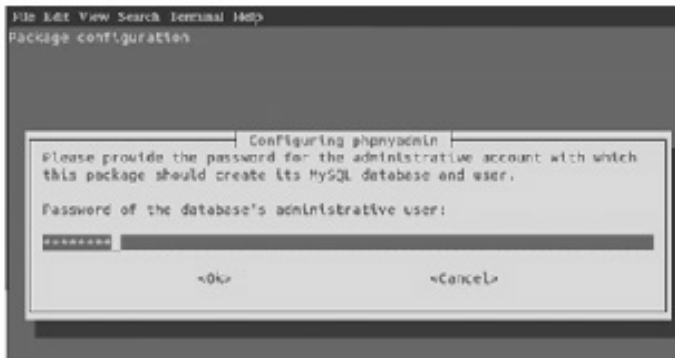 File Edit View Search Terminal Help
Package configuration
Configuring phpmyadmin
Please provide the password for the administrative account with which
this package should create its MySQL database and user.
Password of the database's administrative user:
********
<Ok>
<Cancel>